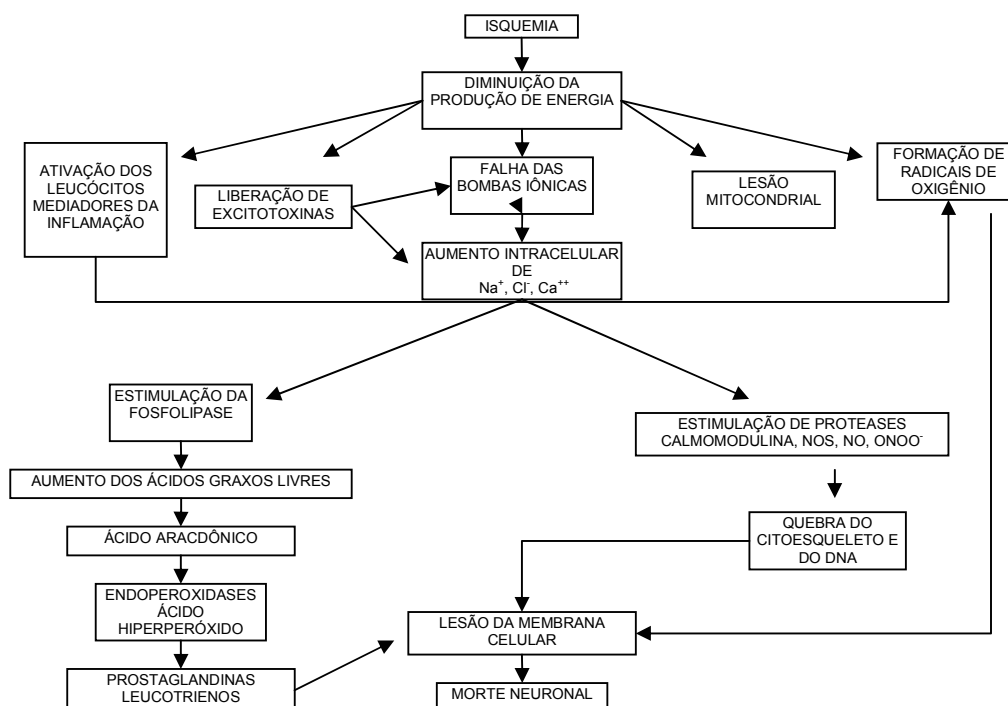 ISQUEMIA
DIMINUIÇÃO DA
PRODUÇÃO DE ENERGIA
ATIVAÇÃO DOS
LEUCÓCITOS
MEDIADORES DA
INFLAMAÇÃO
LIBERAÇÃO DE
EXCITOTOXINAS
FALHA DAS
BOMBAS IÔNICAS
LESÃO
MITOCONDRIAL
FORMAÇÃO DE
RADICAIS DE
OXIGÊNIO
AUMENTO INTRACELULAR
DE
Na⁺, Cl⁻, Ca⁺⁺
ESTIMULAÇÃO DA
FOSFOLIPASE
ESTIMULAÇÃO DE PROTEASES
CALMOMODULINA, NOS, NO, ONOO⁻
AUMENTO DOS ÁCIDOS GRAXOS LIVRES
ÁCIDO ARACDÔNICO
QUEBRA DO
CITOESQUELETO E
DO DNA
ENDOPEROXIDASES
ÁCIDO
HIPERPERÓXIDO
LESÃO DA MEMBRANA
CELULAR
PROSTAGLANDINAS
LEUCOTRIENOS
MORTE NEURONAL